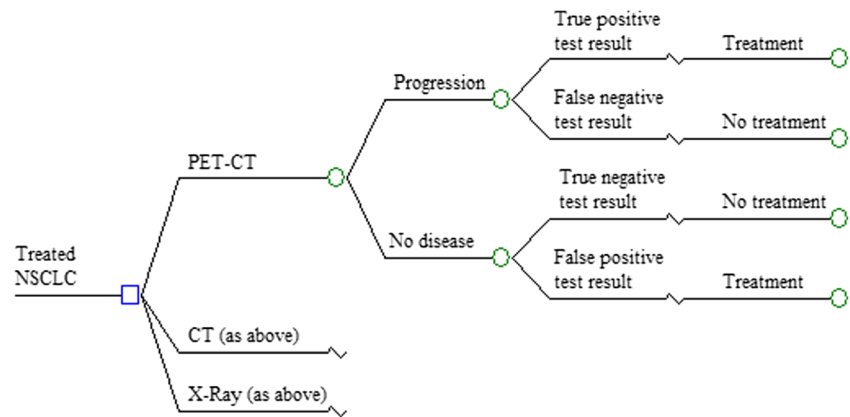 True positive
test result
Treatment
Progression
False negative
test result
No treatment
PET-CT
True negative
test result
No treatment
No disease
Treated
NSCLC
False positive
test result
Treatment
CT (as above)
X-Ray (as above)